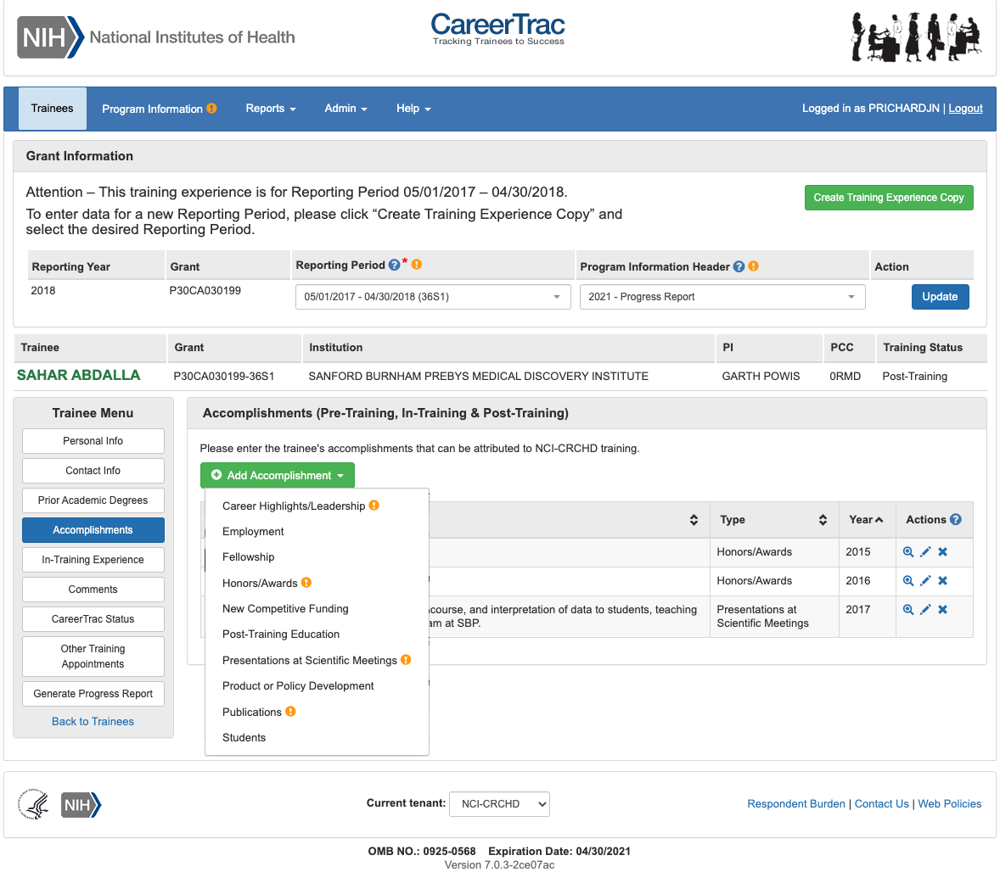 NIH National Institutes of Health
CareerTrac
Tracking Trainees to Success
Trainees Program Information Reports Admin Help Logged in as PRICHARDJN | Logout
Grant Information
Attention – This training experience is for Reporting Period 05/01/2017 – 04/30/2018.
Create Training Experience Copy
To enter data for a new Reporting Period, please click “Create Training Experience Copy” and
select the desired Reporting Period.
Reporting Year Grant Reporting Period ? * ! Program Information Header ? ! Action
2018 P30CA030199 05/01/2017 - 04/30/2018 (36S1) 2021 - Progress Report Update
Trainee Grant Institution PI PCC Training Status
SAHAR ABDALLA P30CA030199-36S1 SANFORD BURNHAM PREBYS MEDICAL DISCOVERY INSTITUTE GARTH POWIS 0RMD Post-Training
Trainee Menu
Personal Info
Contact Info
Prior Academic Degrees
Accomplishments
In-Training Experience
Comments
CareerTrac Status
Other Training
Appointments
Generate Progress Report
Back to Trainees
Accomplishments (Pre-Training, In-Training & Post-Training)
Please enter the trainee's accomplishments that can be attributed to NCI-CRCHD training.
Add Accomplishment
Career Highlights/Leadership !
Employment
Fellowship
Honors/Awards !
New Competitive Funding
Post-Training Education
Presentations at Scientific Meetings !
Product or Policy Development
Publications !
Students
Type Year Actions ?
Honors/Awards 2015
Honors/Awards 2016
course, and interpretation of data to students, teaching Presentations at 2017
am at SBP. Scientific Meetings
NIH
Current tenant: NCI-CRCHD
Respondent Burden | Contact Us | Web Policies
OMB NO.: 0925-0568 Expiration Date: 04/30/2021
Version 7.0.3-2ce07ac